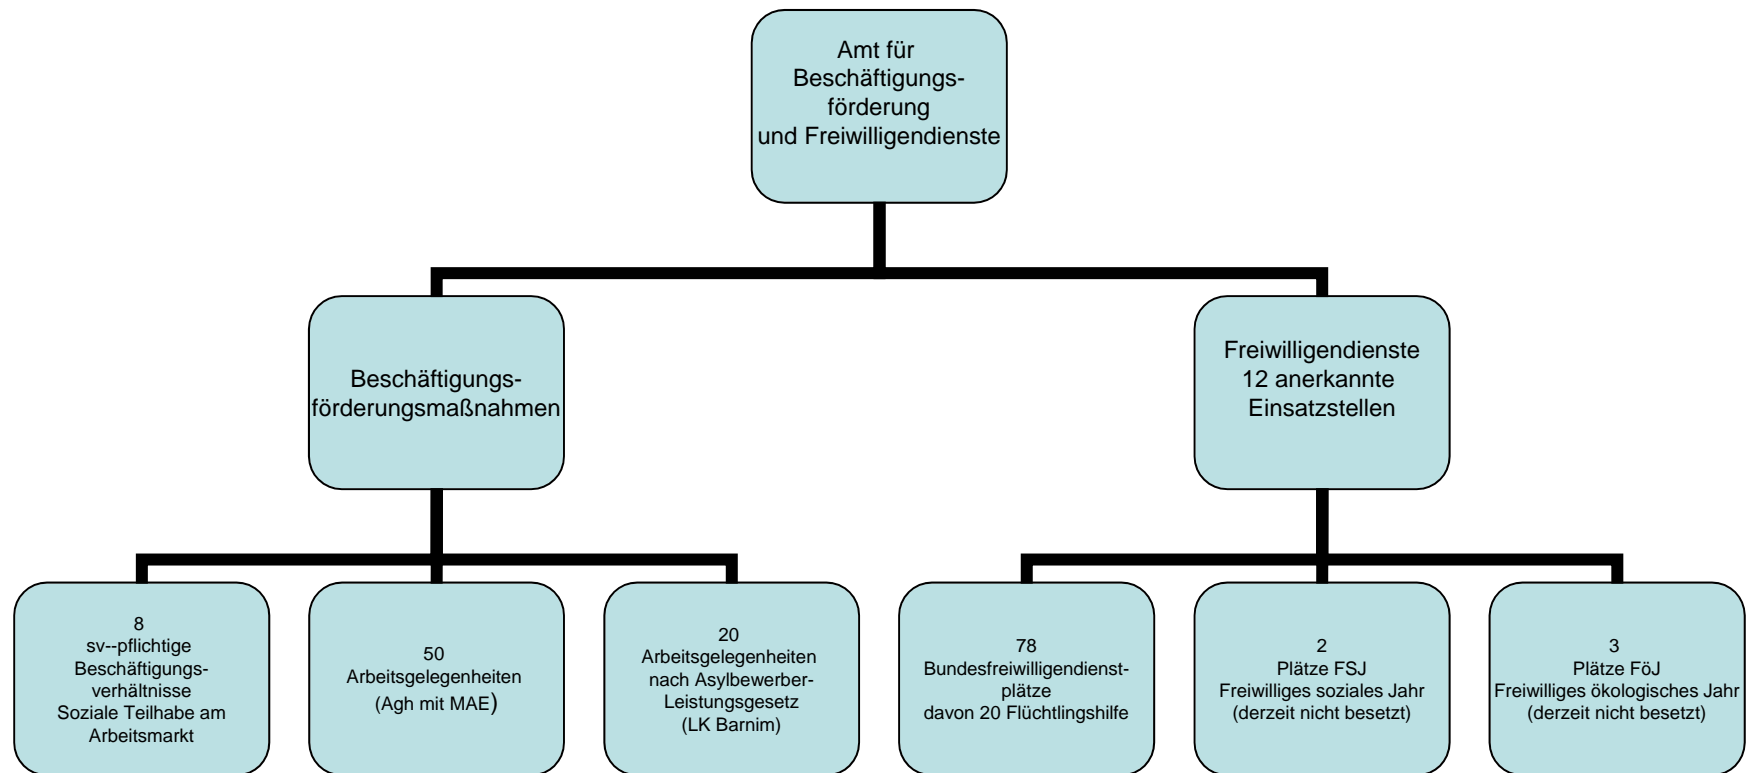 Amt für
Beschäftigungs-
förderung
und Freiwilligendienste
Beschäftigungs-
förderungsmaßnahmen
Freiwilligendienste
12 anerkannte
Einsatzstellen
8
sv--pflichtige
Beschäftigungs-
verhältnisse
Soziale Teilhabe am
Arbeitsmarkt
50
Arbeitsgelegenheiten
(Agh mit MAE)
20
Arbeitsgelegenheiten
nach Asylbewerber-
Leistungsgesetz
(LK Barnim)
78
Bundesfreiwilligendienst-
plätze
davon 20 Flüchtlingshilfe
2
Plätze FSJ
Freiwilliges soziales Jahr
(derzeit nicht besetzt)
3
Plätze FöJ
Freiwilliges ökologisches Jahr
(derzeit nicht besetzt)